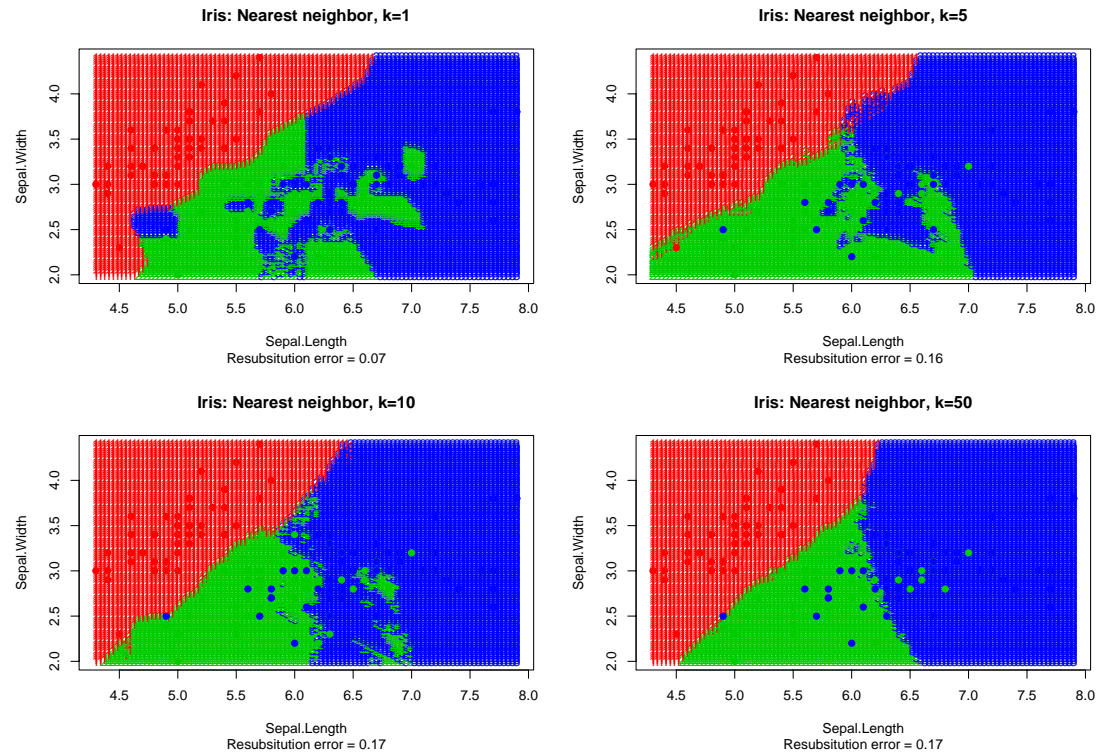 Iris: Nearest neighbor, k=1
Sepal.Width
2.0 2.5 3.0 3.5 4.0
4.5 5.0 5.5 6.0 6.5 7.0 7.5 8.0
Sepal.Length
Resubsitution error = 0.07
Iris: Nearest neighbor, k=5
Sepal.Width
2.0 2.5 3.0 3.5 4.0
4.5 5.0 5.5 6.0 6.5 7.0 7.5 8.0
Sepal.Length
Resubsitution error = 0.16
Iris: Nearest neighbor, k=10
Sepal.Width
2.0 2.5 3.0 3.5 4.0
4.5 5.0 5.5 6.0 6.5 7.0 7.5 8.0
Sepal.Length
Resubsitution error = 0.17
Iris: Nearest neighbor, k=50
Sepal.Width
2.0 2.5 3.0 3.5 4.0
4.5 5.0 5.5 6.0 6.5 7.0 7.5 8.0
Sepal.Length
Resubsitution error = 0.17